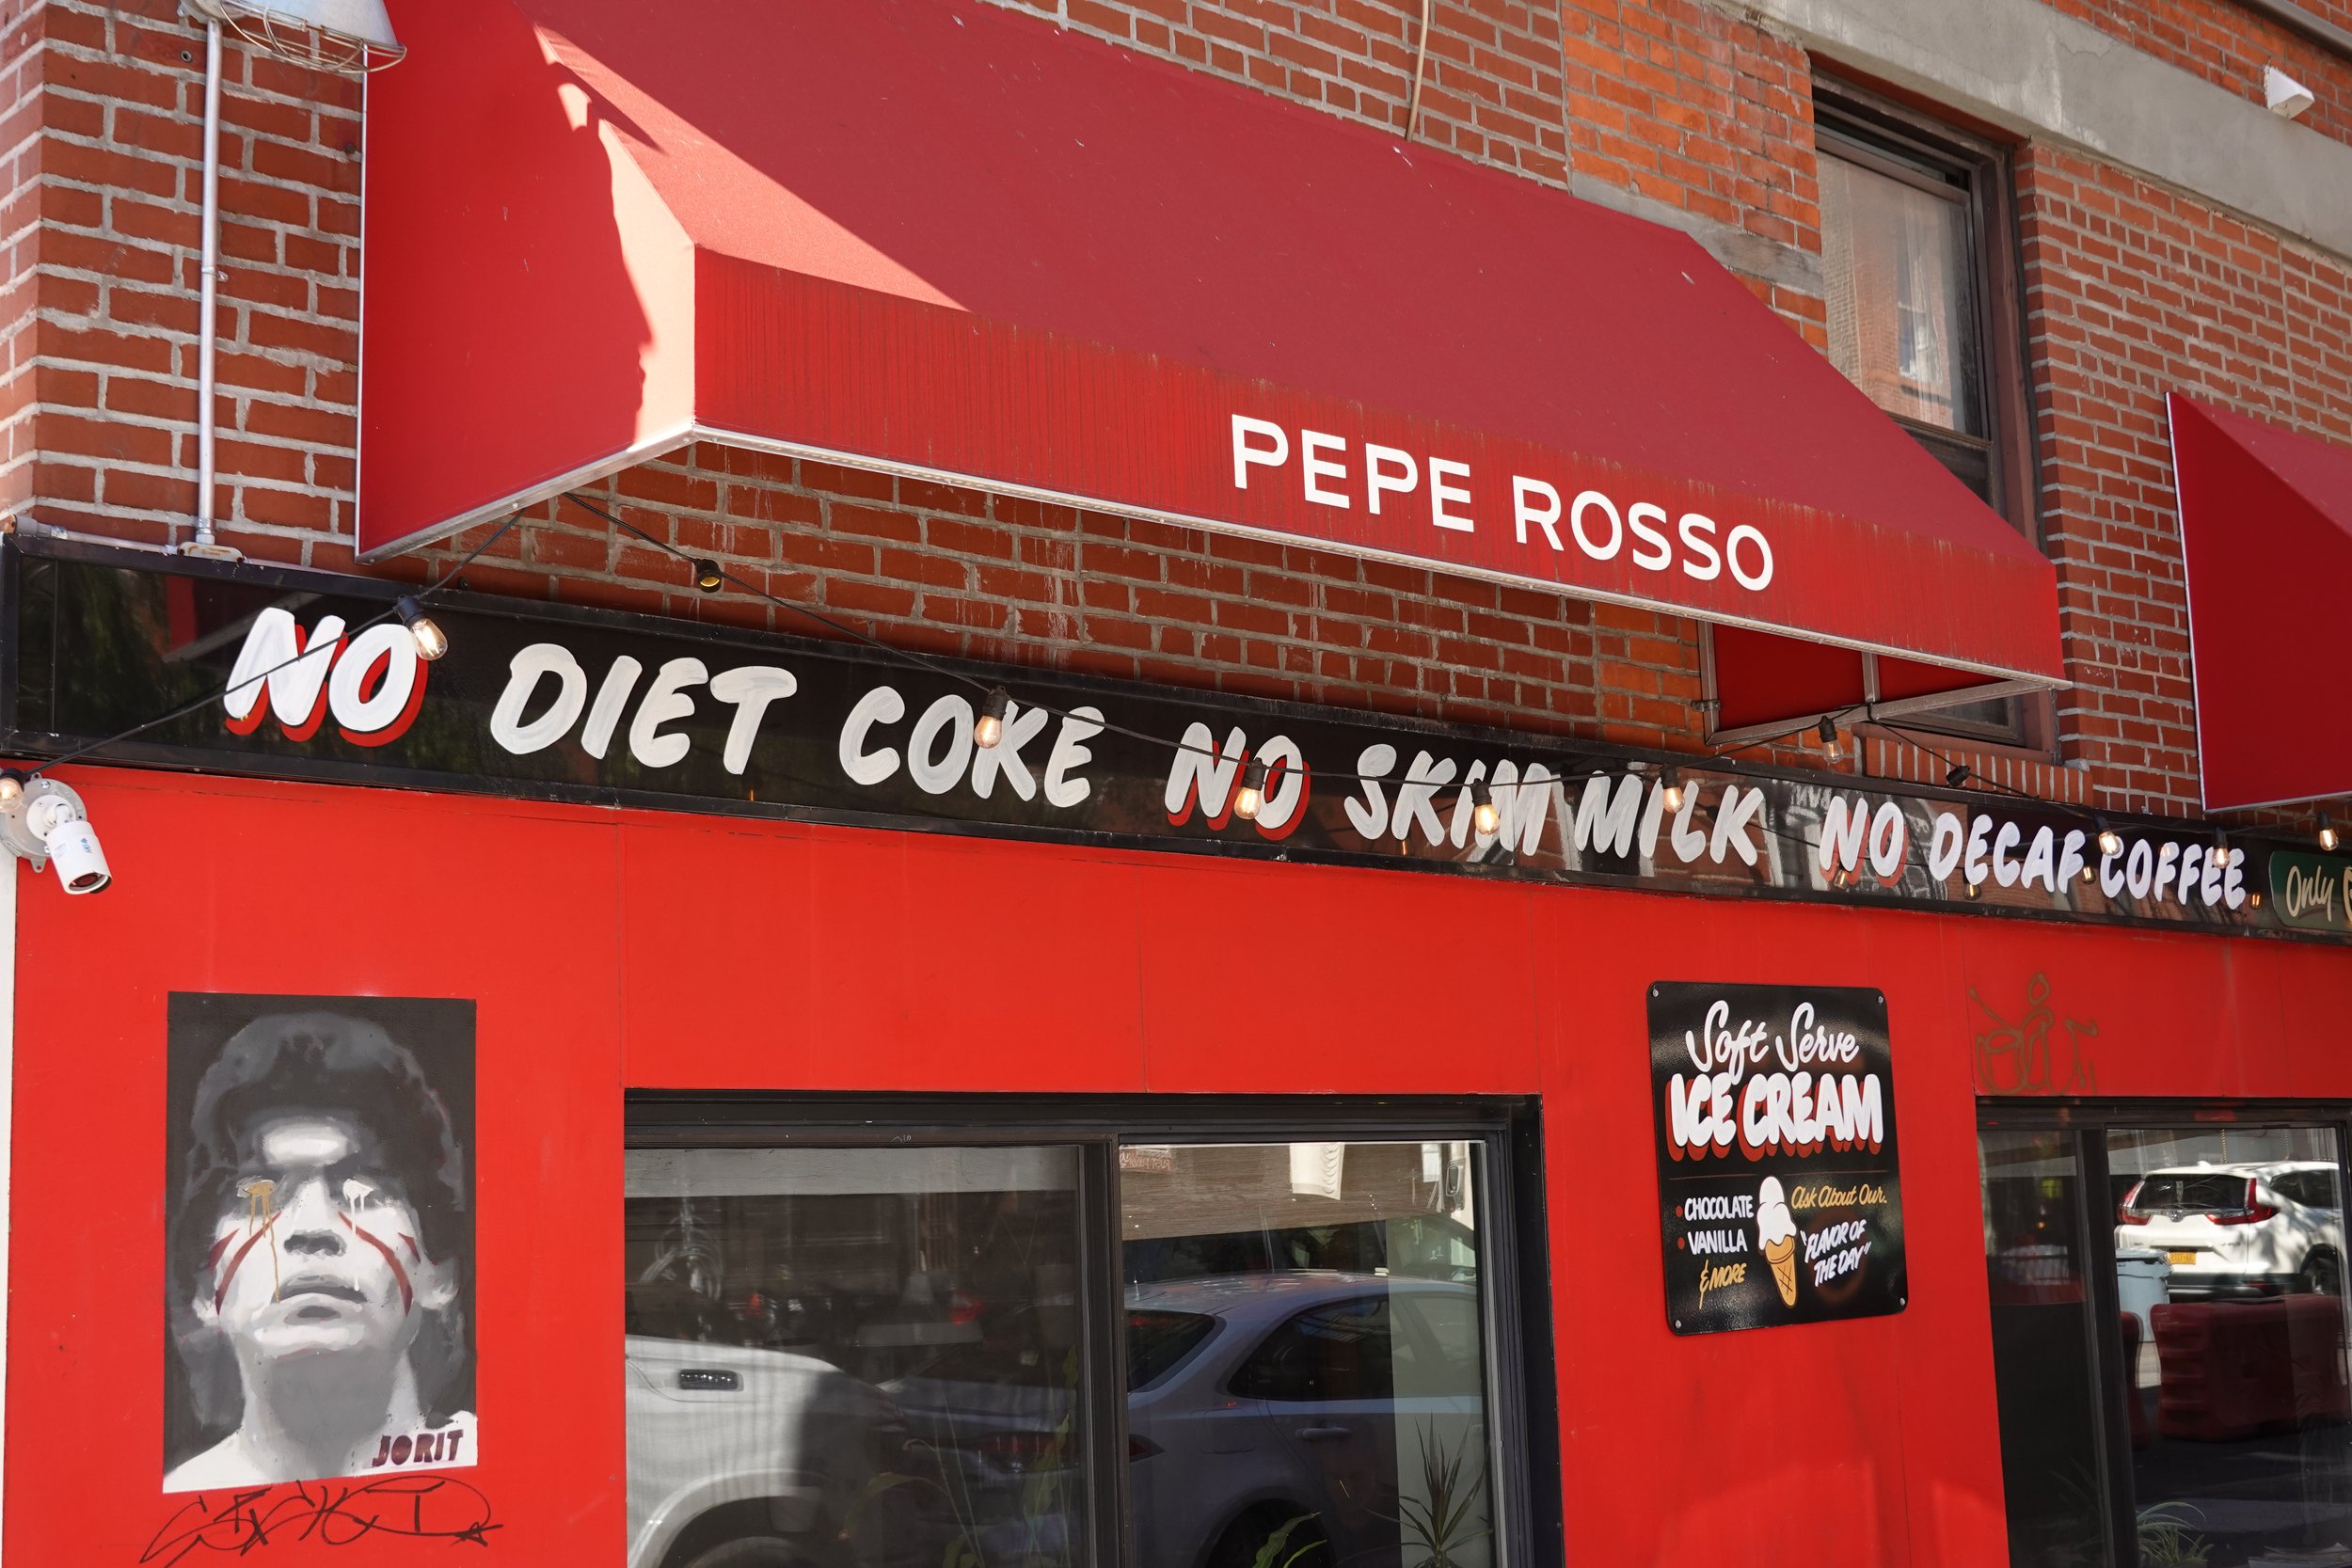 PEPE ROSSO
NO DIET COKE NO SKIM MILK NO DECAF COFFEE
Only
Soft Serve
ICE CREAM
CHOCOLATE
VANILLA
& MORE
Ask About Our..
"FLAVOR OF
THE DAY"
JORIT